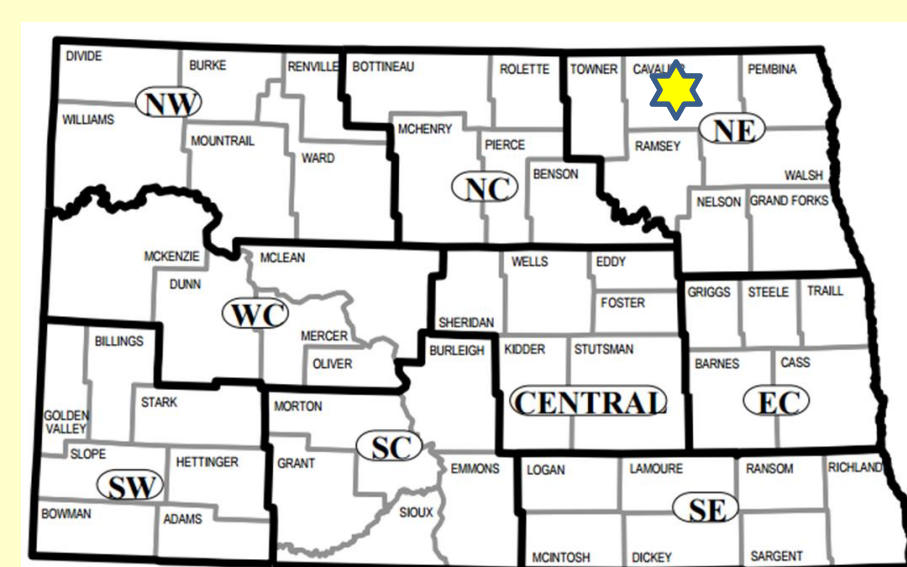 DIVIDE
BURKE
RENVILLE
BOTTINEAU
ROLETTE
TOWNER
PEMBINA
NW
WILLIAMS
MOUNTRAIL
WARD
MCHENRY
PIERCE
NC
BENSON
RAMSEY
NE
WALSH
NELSON
GRAND FORKS
MCKENZIE
DUNN
MCLEAN
WC
MERCER
OLIVER
SHERIDAN
WELLS
EDDY
FOSTER
GRIGGS
STEELE
TRAILL
BILLINGS
GOLDEN
VALLEY
STARK
BURLEIGH
KIDDER
STUTSMAN
CENTRAL
BARNES
CASS
EC
SLOPE
HETTINGER
SW
BOWMAN
ADAMS
MORTON
SC
GRANT
SIOUX
EMMONS
LOGAN
LAMOURE
RANSOM
RICHLAND
SE
MCINTOSH
DICKEY
SARGENT